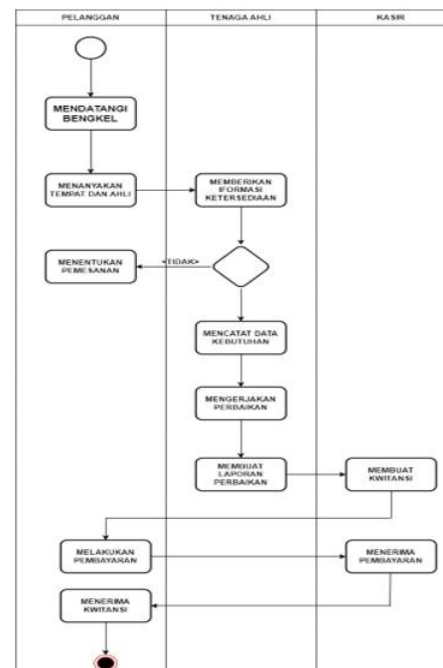 PELANGGAN
TENAGA AHLI
KASIR
MENDATANGI
BENGKEL
MENANYAKAN
TEMPAT DAN AHLI
MEMBERIKAN
IFORMASI
KETERSEDIAAN
MENENTUKAN
PEMESANAN
<TIDAK>
MENCATAT DATA
KEBUTUHAN
MENGERJAKAN
PERBAIKAN
MEMBUAT
LAPORAN
PERBAIKAN
MEMBUAT
KWITANSI
MELAKUKAN
PEMBAYARAN
MENERIMA
PEMBAYARAN
MENERIMA
KWITANSI